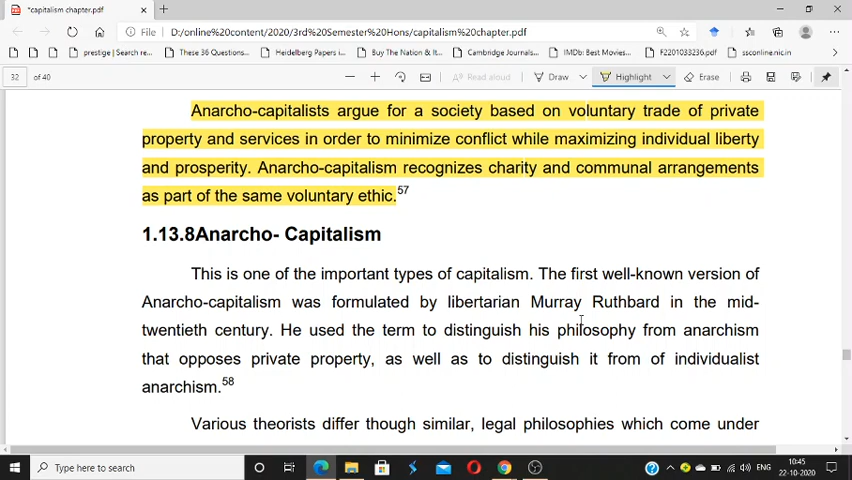 *capitalism chapter.pdf
File
D:/online%20content/2020/3rd%20Semester%20Hons/capitalism%20chapter.pdf
prestige | Search re...
These 36 Questions...
Heidelberg Papers i...
Buy The Nation & It...
Cambridge Journals...
IMDb: Best Movies...
F2201033236.pdf
ssconline.nic.in
32 of 40
Read aloud
Draw
Highlight
Erase
Anarcho-capitalists argue for a society based on voluntary trade of private
property and services in order to minimize conflict while maximizing individual liberty
and prosperity. Anarcho-capitalism recognizes charity and communal arrangements
as part of the same voluntary ethic.57
1.13.8Anarcho- Capitalism
This is one of the important types of capitalism. The first well-known version of
Anarcho-capitalism was formulated by libertarian Murray Ruthbard in the mid-
twentieth century. He used the term to distinguish his philosophy from anarchism
that opposes private property, as well as to distinguish it from of individualist
anarchism.58
Various theorists differ though similar, legal philosophies which come under
Type here to search
ENG
10:45
22-10-2020